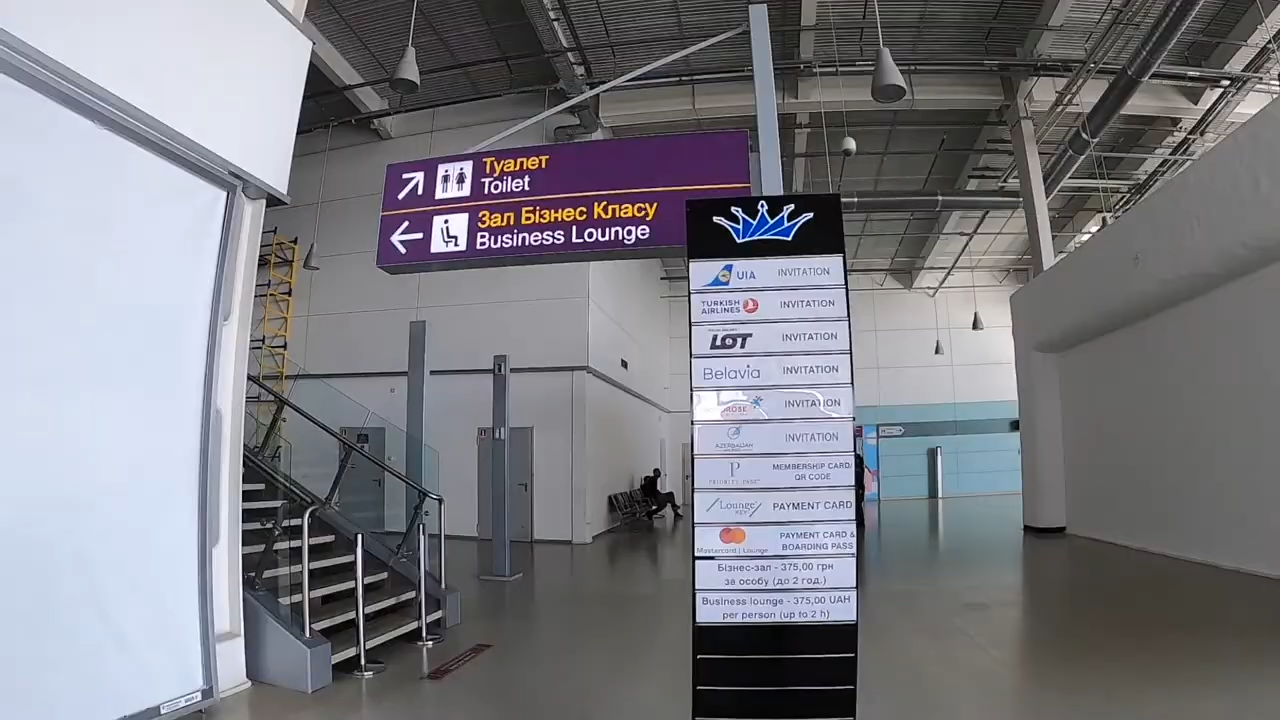 Туалет
Toilet
Зал Бізнес Класу
Business Lounge
UIA INVITATION
TURKISH AIRLINES INVITATION
LOT INVITATION
Belavia INVITATION
ROSE INVITATION
AZERBAIJAN INVITATION
P PRIORITY PASS MEMBERSHIP CARD/
QR CODE
Lounge KEY PAYMENT CARD
Mastercard | Lounge PAYMENT CARD &
BOARDING PASS
Бізнес-зал - 375,00 грн
за особу (до 2 год.)
Business lounge - 375,00 UAH
per person (up to 2 h)